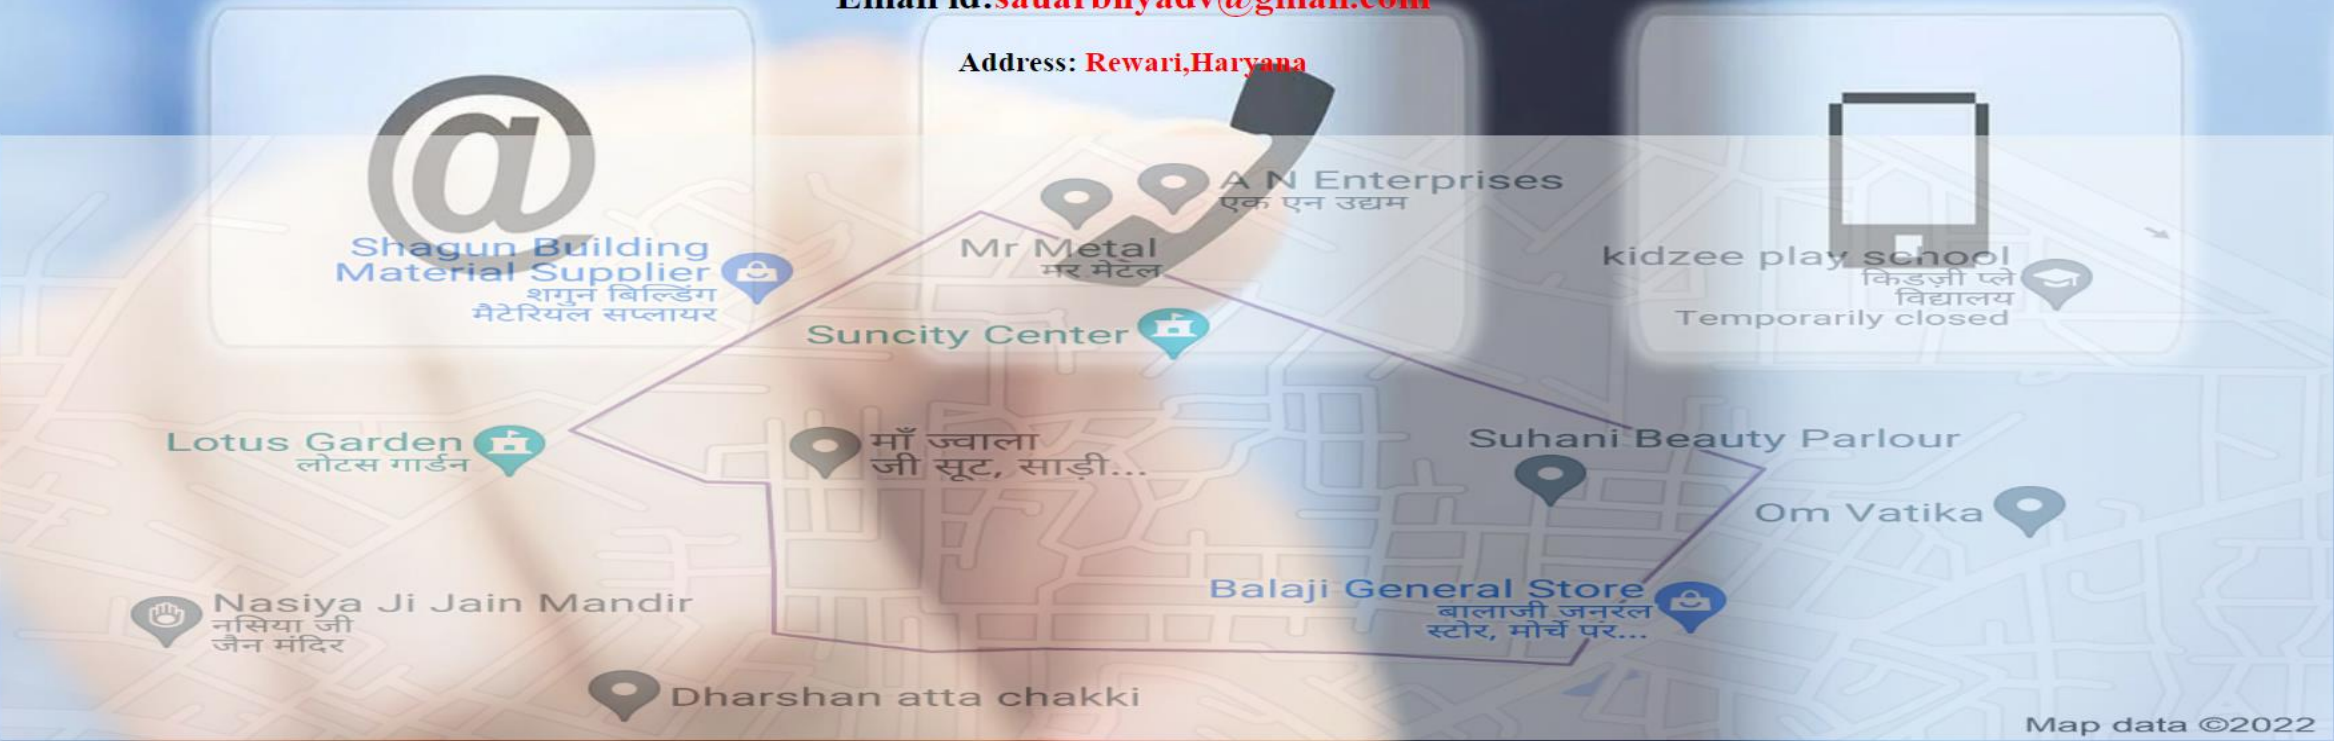 Address: Rewari,Haryana
@
A N Enterprises
एक एन उद्यम
Mr Metal
मर मेटल
Shagun Building
Material Supplier
शगुन बिल्डिंग
मैटेरियल सप्लायर
kidzee play school
किडज़ी प्ले
विद्यालय
Temporarily closed
Suncity Center
Lotus Garden
लोटस गार्डन
माँ ज्वाला
जी सूट, साड़ी...
Suhani Beauty Parlour
Om Vatika
Balaji General Store
बालाजी जनरल
स्टोर, मोर्चे पर...
Nasiya Ji Jain Mandir
नसिया जी
जैन मंदिर
Dharshan atta chakki
Map data ©2022